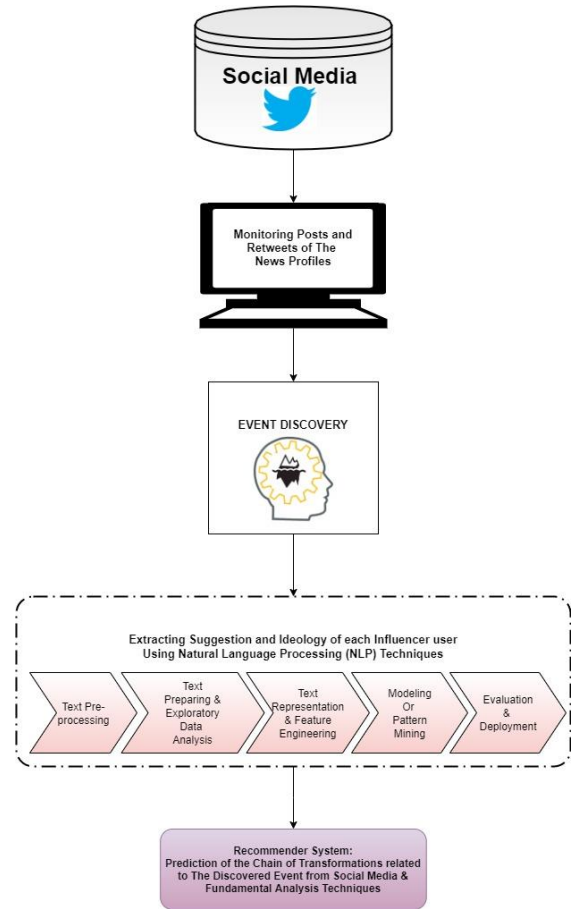 Social Media
Monitoring Posts and
Retweets of The
News Profiles
EVENT DISCOVERY
Extracting Suggestion and Ideology of each Influencer user
Using Natural Language Processing (NLP) Techniques
Text Pre-
processing
Text
Preparing &
Exploratory
Data
Analysis
Text
Representation
& Feature
Engineering
Modeling
Or
Pattern
Mining
Evaluation
&
Deployment
Recommender System:
Prediction of the Chain of Transformations related
to The Discovered Event from Social Media &
Fundamental Analysis Techniques